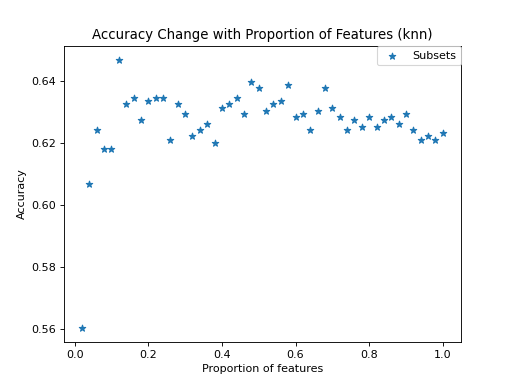 Accuracy Change with Proportion of Features (knn)
Subsets
0.64
0.62
0.60
0.58
0.56
Accuracy
0.0 0.2 0.4 0.6 0.8 1.0
Proportion of features